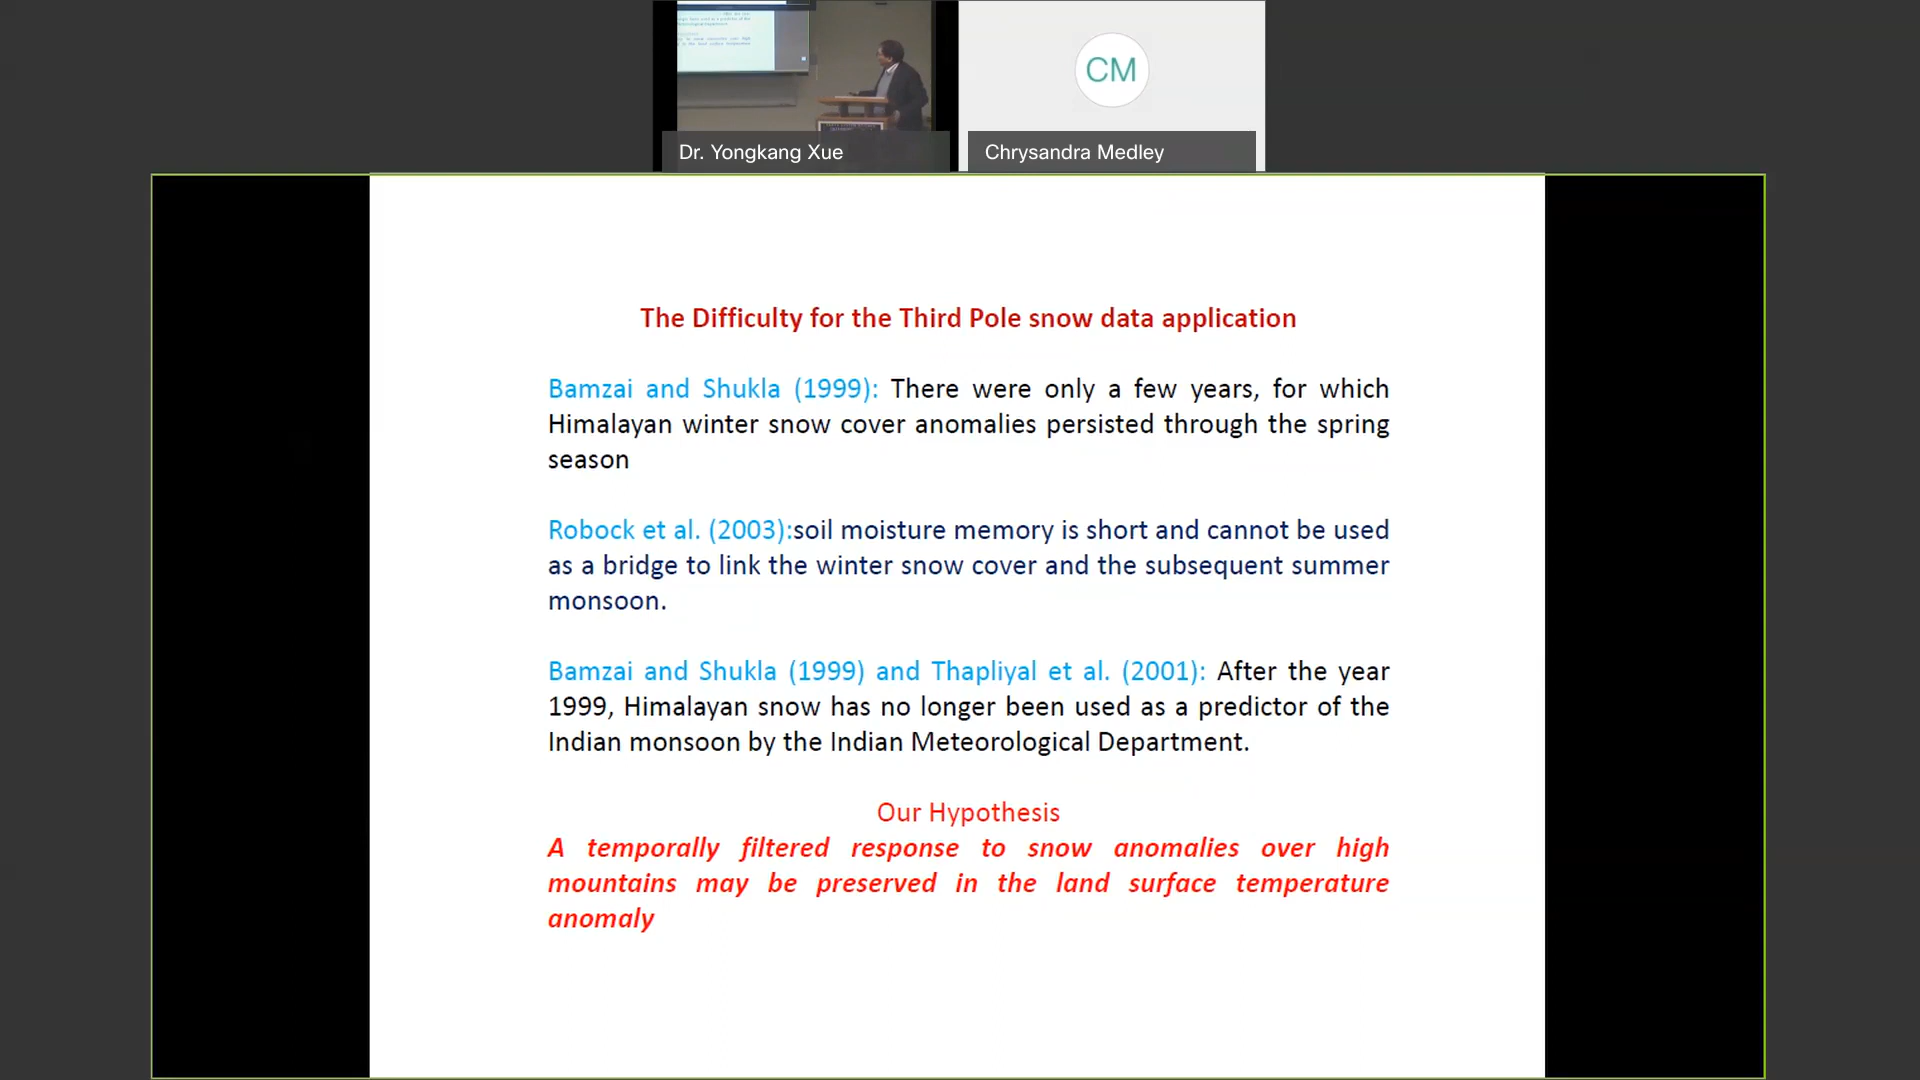 Dr. Yongkang Xue
CM
Chrysandra Medley
The Difficulty for the Third Pole snow data application
Bamzai and Shukla (1999): There were only a few years, for which
Himalayan winter snow cover anomalies persisted through the spring
season
Robock et al. (2003):soil moisture memory is short and cannot be used
as a bridge to link the winter snow cover and the subsequent summer
monsoon.
Bamzai and Shukla (1999) and Thapliyal et al. (2001): After the year
1999, Himalayan snow has no longer been used as a predictor of the
Indian monsoon by the Indian Meteorological Department.
Our Hypothesis
A temporally filtered response to snow anomalies over high
mountains may be preserved in the land surface temperature
anomaly